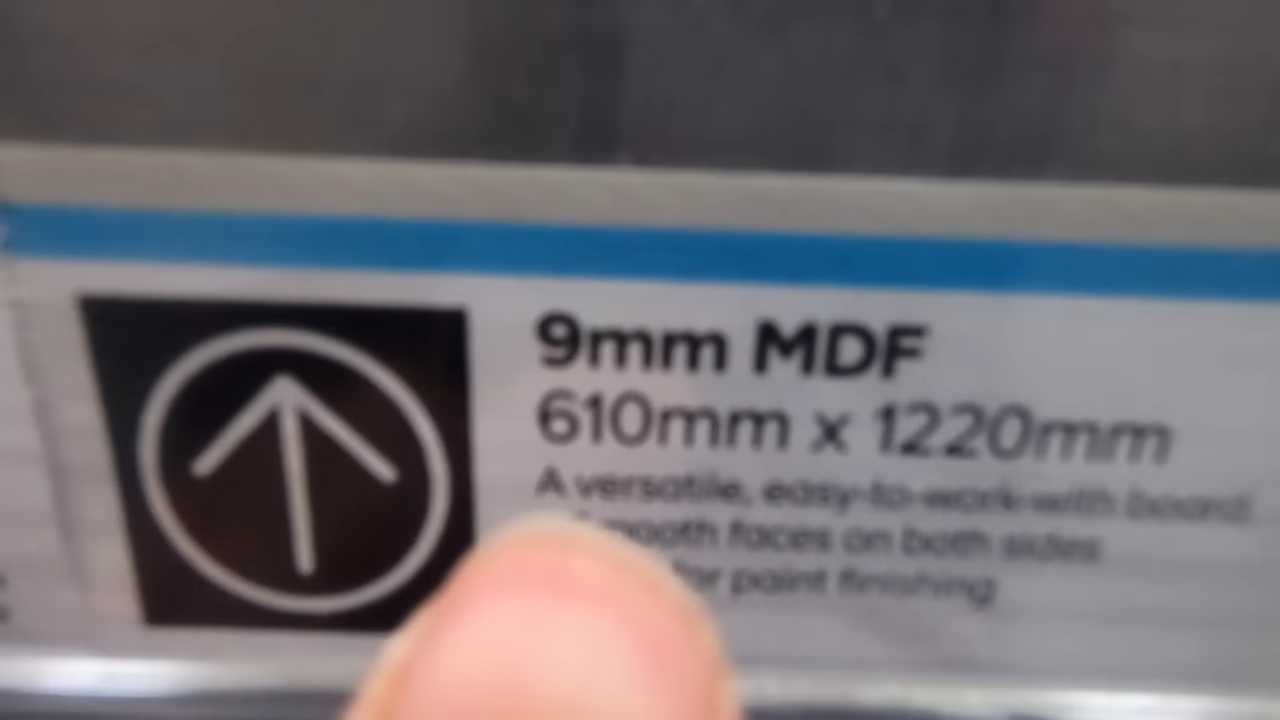 9mm MDF
610mm x 1220mm
A versatile, easy-to-work-with board
faces on both sides
for paint finishing